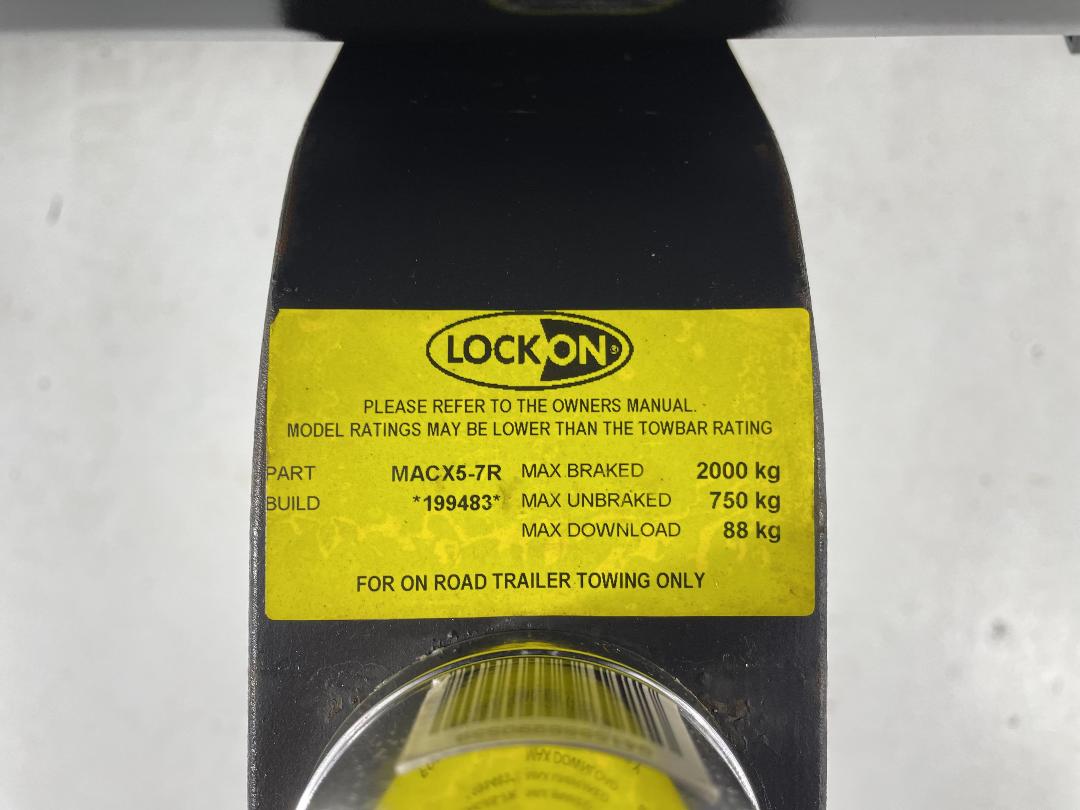 LOCK ON®
PLEASE REFER TO THE OWNERS MANUAL.
MODEL RATINGS MAY BE LOWER THAN THE TOWBAR RATING
PART MACX5-7R MAX BRAKED 2000 kg
BUILD *199483* MAX UNBRAKED 750 kg
MAX DOWNLOAD 88 kg
FOR ON ROAD TRAILER TOWING ONLY